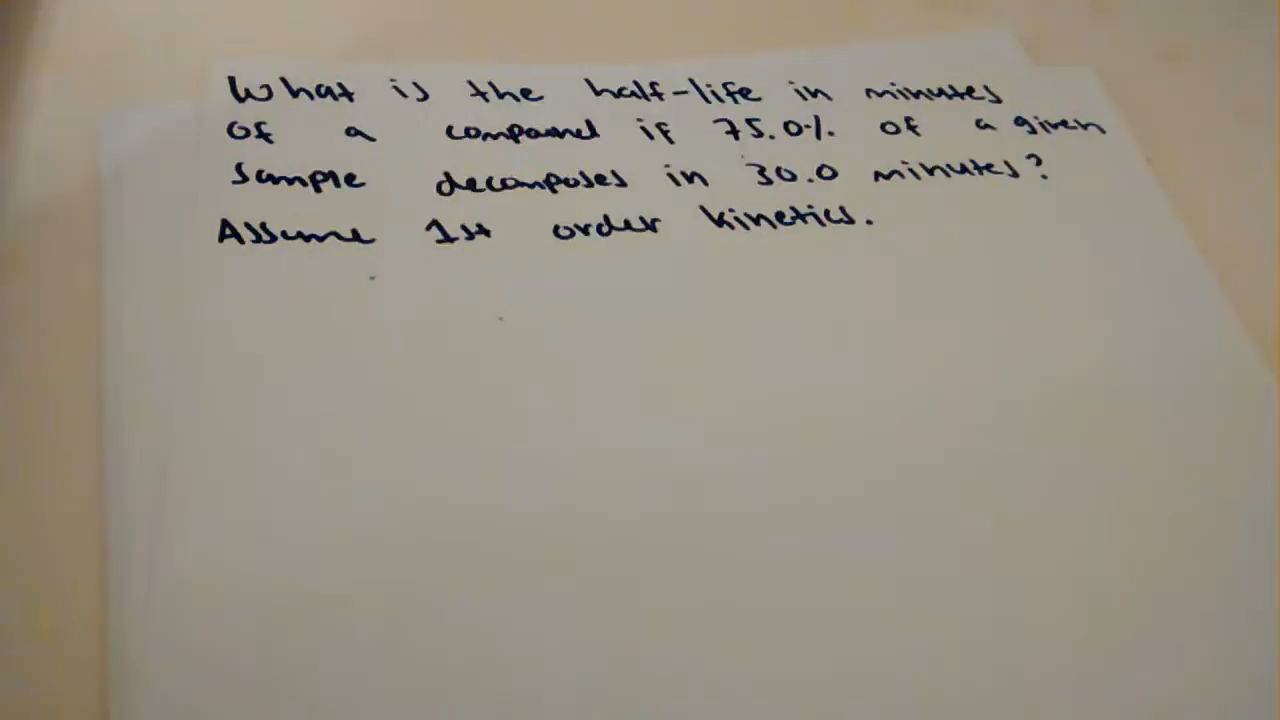 What is the half-life in minutes
of a compound if 75.0% of a given
sample decomposes in 30.0 minutes?
Assume 1st order kinetics.